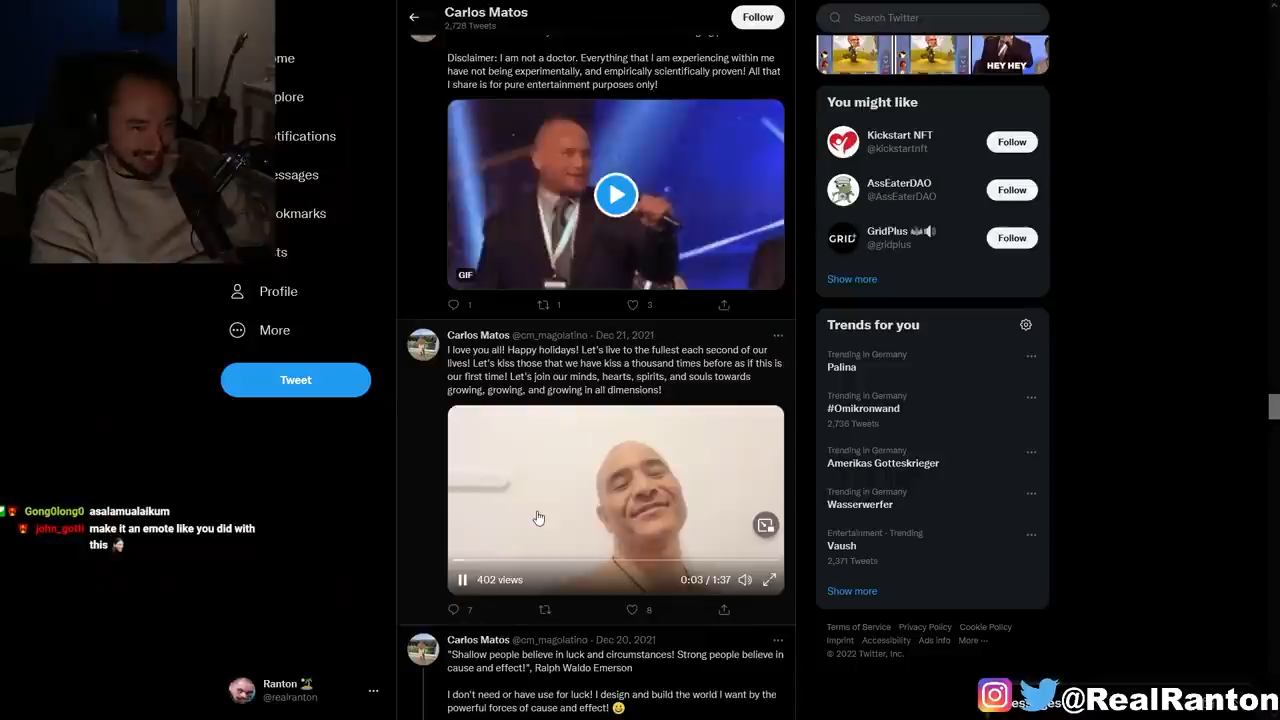 Carlos Matos
2,728 Tweets
Follow
Search Twitter
ome
plore
otifications
essages
okmarks
ts
Profile
More
Tweet
Disclaimer: I am not a doctor. Everything that I am experiencing within me
have not being experimentally, and empirically scientifically proven! All that
I share is for pure entertainment purposes only!
GIF
1
1
3
Carlos Matos @cm_magolatino · Dec 21, 2021
I love you all! Happy holidays! Let's live to the fullest each second of our
lives! Let's kiss those that we have kiss a thousand times before as if this is
our first time! Let's join our minds, hearts, spirits, and souls towards
growing, growing, and growing in all dimensions!
402 views
0:03 / 1:37
7
8
Carlos Matos @cm_magolatino · Dec 20, 2021
"Shallow people believe in luck and circumstances! Strong people believe in
cause and effect!", Ralph Waldo Emerson
I don't need or have use for luck! I design and build the world I want by the
powerful forces of cause and effect! 😀
Gong0long0 asalamualaikum
john_gotti make it an emote like you did with
this
Ranton 🏝
@realranton
HEY HEY
You might like
Kickstart NFT
@kickstartnft
Follow
AssEaterDAO
@AssEaterDAO
Follow
GRID+
GridPlus
@gridplus
Follow
Show more
Trends for you
Trending in Germany
Palina
Trending in Germany
#Omikronwand
2,736 Tweets
Trending in Germany
Amerikas Gotteskrieger
Trending in Germany
Wasserwerfer
Entertainment · Trending
Vaush
2,371 Tweets
Show more
Terms of Service Privacy Policy Cookie Policy
Imprint Accessibility Ads info More ···
© 2022 Twitter, Inc.
@RealRanton